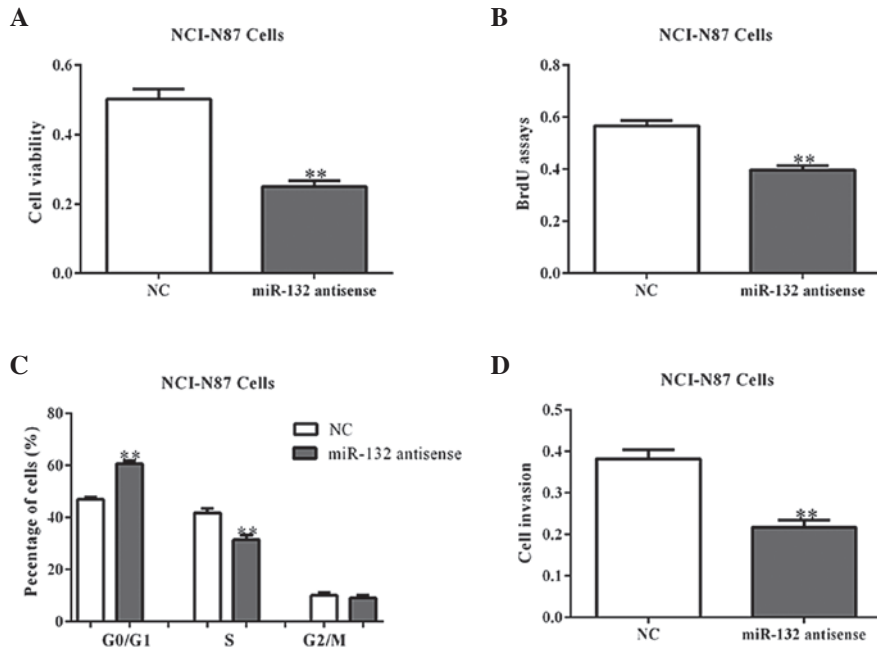 A
NCI-N87 Cells
Cell viability
0.6
0.4
0.2
0.0
**
NC
miR-132 antisense
B
NCI-N87 Cells
BrdU assays
0.8
0.6
0.4
0.2
0.0
**
NC
miR-132 antisense
C
NCI-N87 Cells
Pecentage of cells (%)
80
60
40
20
0
**
**
NC
miR-132 antisense
G0/G1
S
G2/M
D
NCI-N87 Cells
Cell invasion
0.5
0.4
0.3
0.2
0.1
0.0
**
NC
miR-132 antisense